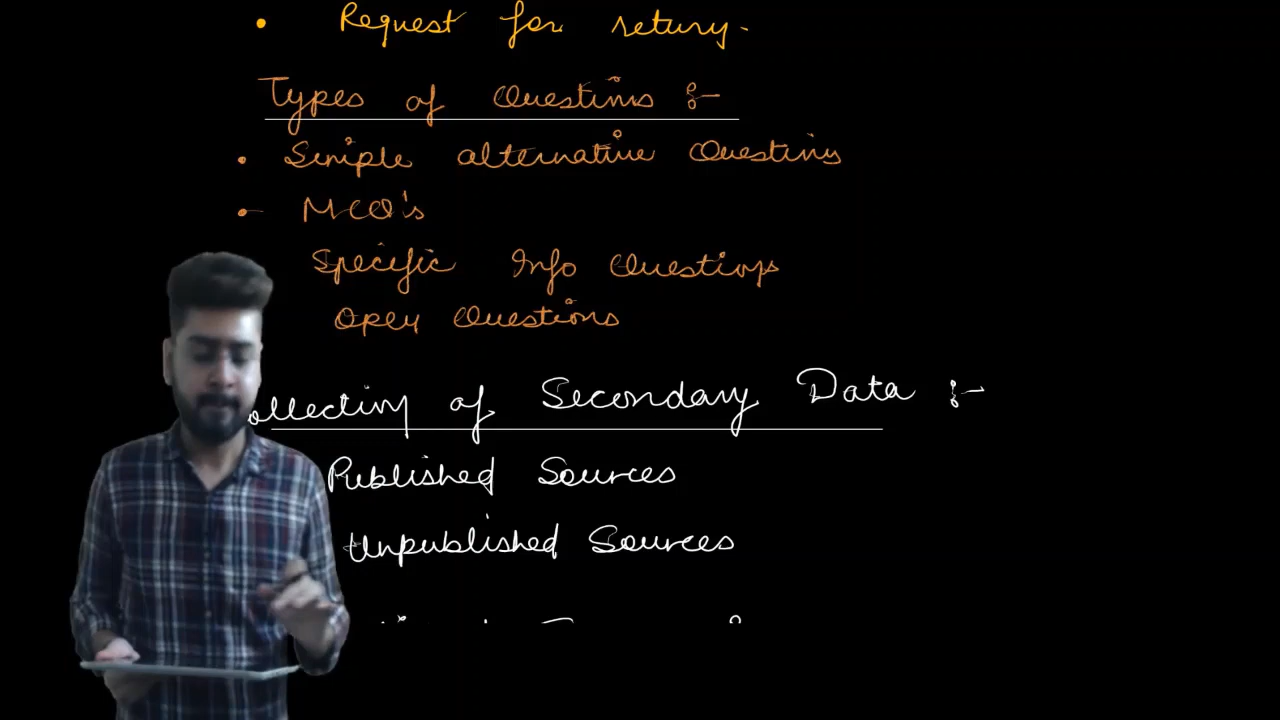 • Request for return.
Types of Questions :-
• Simple alternative Questions
• MCQ's
Specific Info Questions
Open Questions
ollection of Secondary Data :-
Published Sources
Unpublished Sources